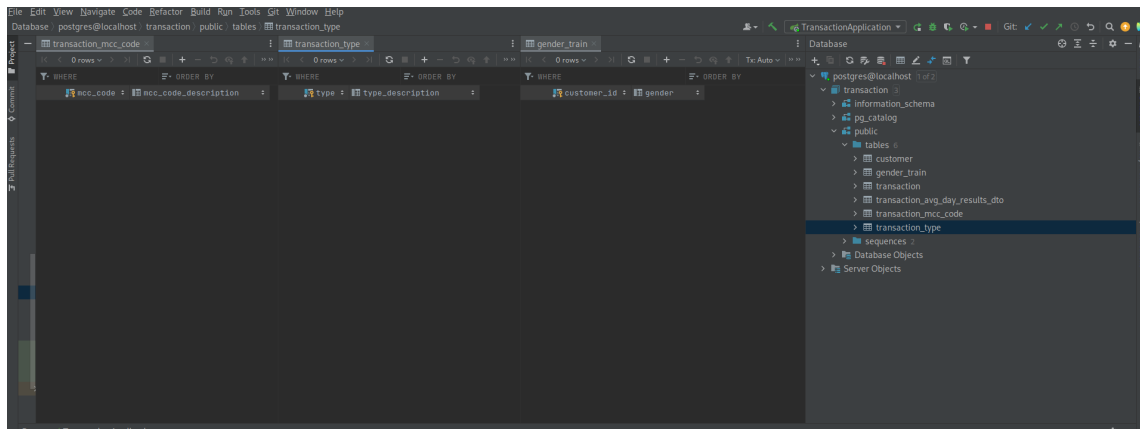 File Edit View Navigate Code Refactor Build Run Tools Git Window Help
Database postgres@localhost transaction public tables transaction_type
TransactionApplication
Git:
Project
Commit
Pull Requests
transaction_mcc_code
0 rows
WHERE ORDER BY
mcc_code mcc_code_description
transaction_type
0 rows
WHERE ORDER BY
type type_description
gender_train
0 rows
Tx: Auto
WHERE ORDER BY
customer_id gender
Database
postgres@localhost 1 of 2
transaction 3
information_schema
pg_catalog
public
tables 6
customer
gender_train
transaction
transaction_avg_day_results_dto
transaction_mcc_code
transaction_type
sequences 2
Database Objects
Server Objects